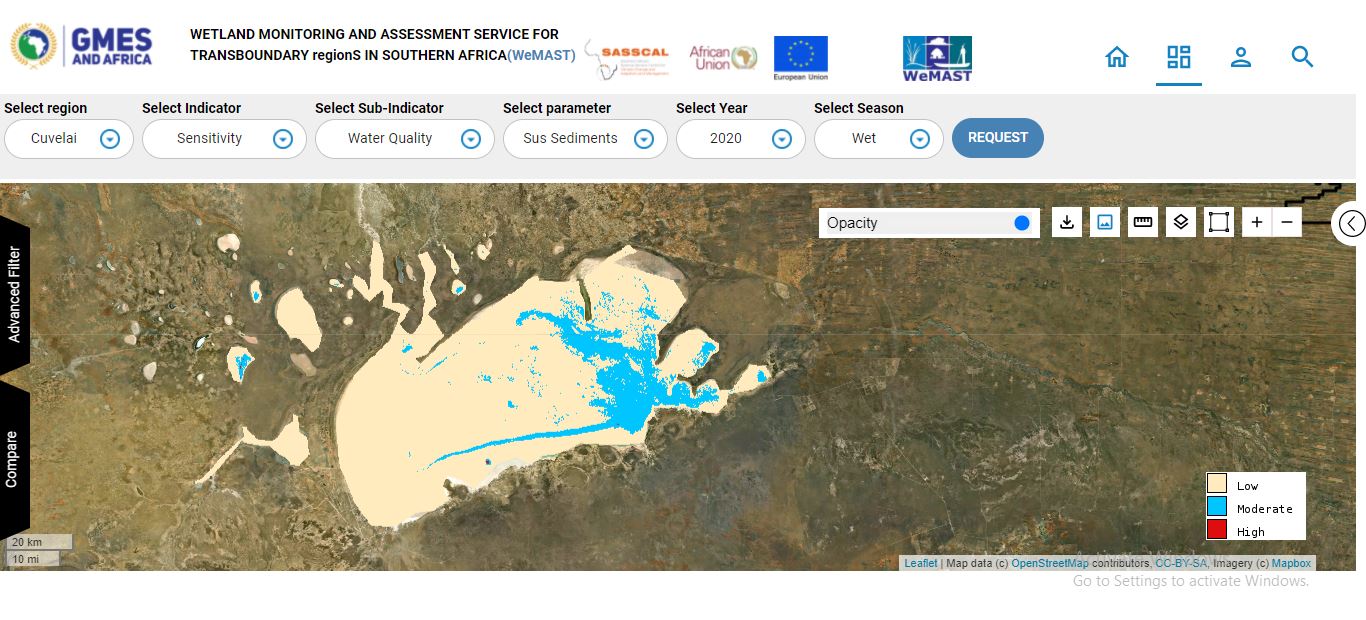 GMES
AND AFRICA
WETLAND MONITORING AND ASSESSMENT SERVICE FOR
TRANSBOUNDARY regionS IN SOUTHERN AFRICA(WeMAST)
SASSCAL
African
Union
European Union
WeMAST
Select region
Select Indicator
Select Sub-Indicator
Select parameter
Select Year
Select Season
Cuvelai
Sensitivity
Water Quality
Sus Sediments
2020
Wet
REQUEST
Opacity
+
−
Advanced Filter
Compare
Low
Moderate
High
20 km
10 mi
Leaflet | Map data (c) OpenStreetMap contributors, CC-BY-SA, Imagery (c) Mapbox
Go to Settings to activate Windows.